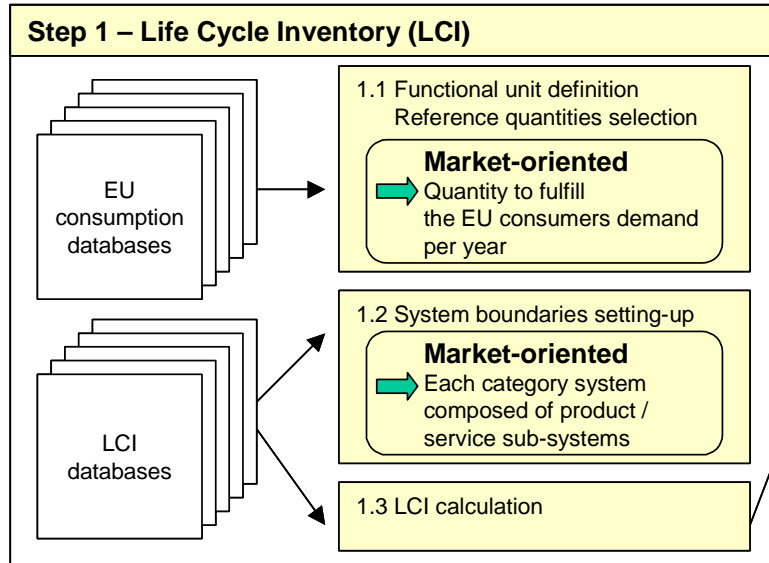 Step 1 – Life Cycle Inventory (LCI)
EU
consumption
databases
1.1 Functional unit definition
Reference quantities selection
Market-oriented
Quantity to fulfill
the EU consumers demand
per year
LCI
databases
1.2 System boundaries setting-up
Market-oriented
Each category system
composed of product /
service sub-systems
1.3 LCI calculation